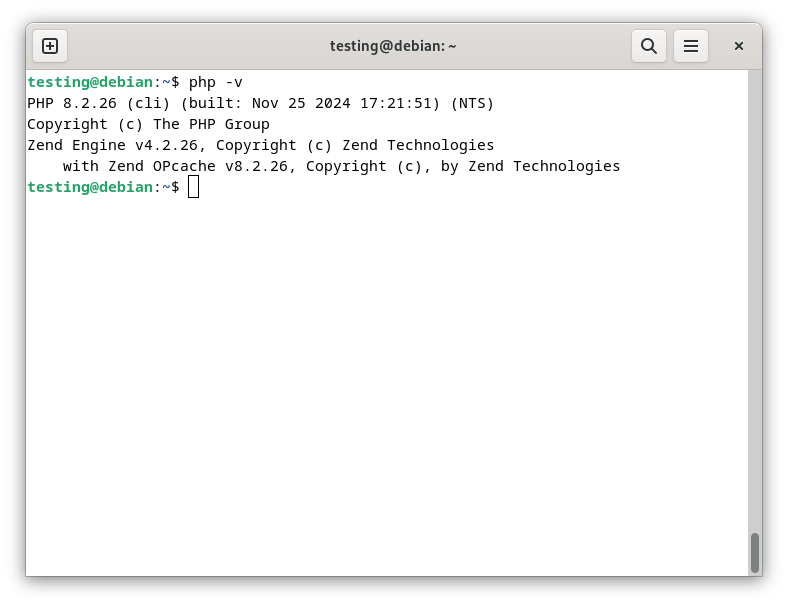 testing@debian: ~
testing@debian:~$ php -v
PHP 8.2.26 (cli) (built: Nov 25 2024 17:21:51) (NTS)
Copyright (c) The PHP Group
Zend Engine v4.2.26, Copyright (c) Zend Technologies
    with Zend OPcache v8.2.26, Copyright (c), by Zend Technologies
testing@debian:~$